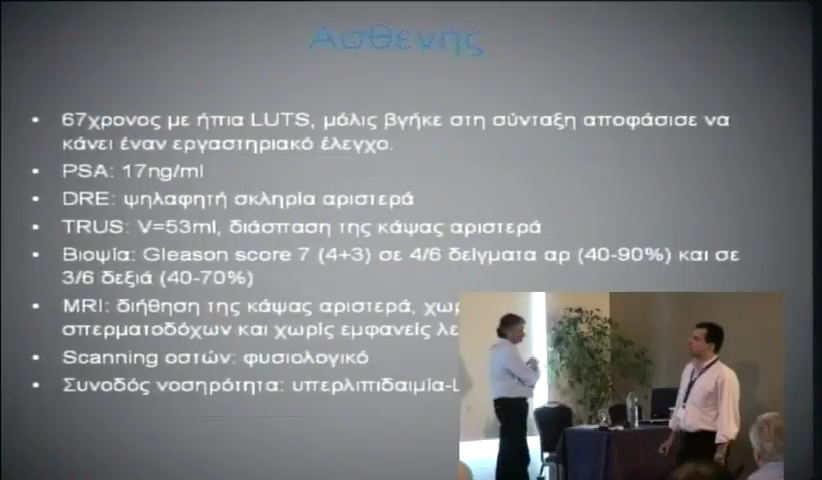 Ασθενής
• 67χρονος με ήπια LUTS, μόλις βγήκε στη σύνταξη αποφάσισε να
κάνει έναν εργαστηριακό έλεγχο.
• PSA: 17ng/ml
• DRE: ψηλαφητή σκληρία αριστερά
• TRUS: V=53ml, διάσπαση της κάψας αριστερά
• Βιοψία: Gleason score 7 (4+3) σε 4/6 δείγματα αρ (40-90%) και σε
3/6 δεξιά (40-70%)
• MRI: διήθηση της κάψας αριστερά,
σπερματοδόχων και χωρίς εμφανείς
• Scanning οστών: φυσιολογικό
• Συνοδός νοσηρότητα: υπερλιπιδαιμία